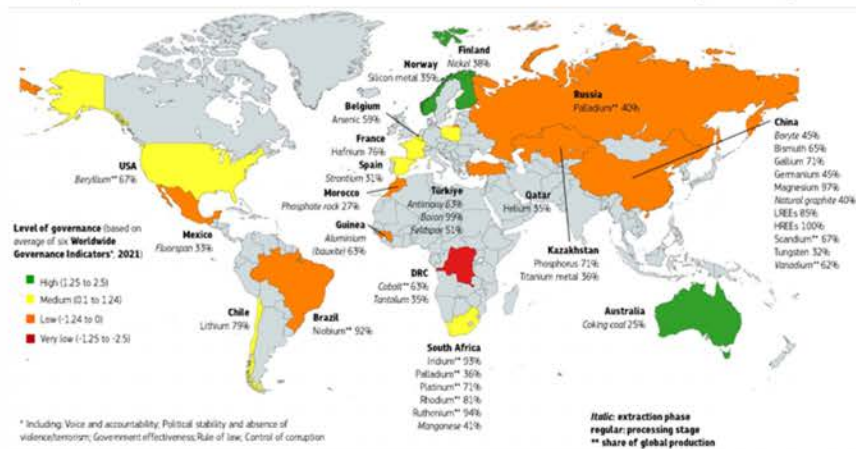 Finland
Nickel 38%
Norway
Silicon metal 35%
Russia
Palladium** 40%
Belgium
Arsenic 59%
France
Hafnium 76%
Spain
Strontium 31%
Morocco
Phosphate rock 27%
Türkiye
Antimony 63%
Boron 99%
Feldspar 51%
Qatar
Helium 35%
China
Baryte 45%
Bismuth 65%
Gallium 71%
Germanium 45%
Magnesium 97%
Natural graphite 40%
LREEs 85%
HREEs 100%
Scandium** 67%
Tungsten 32%
Vanadium** 62%
Kazakhstan
Phosphorus 71%
Titanium metal 36%
USA
Beryllium** 67%
Mexico
Fluorspar 33%
Guinea
Aluminium
(bauxite) 63%
DRC
Cobalt** 63%
Tantalum 35%
Chile
Lithium 79%
Brazil
Niobium** 92%
South Africa
Iridium** 93%
Palladium** 36%
Platinum** 71%
Rhodium** 81%
Ruthenium** 94%
Manganese 41%
Australia
Coking coal 25%
Level of governance (based on
average of six Worldwide
Governance Indicators*, 2021)
High (1.25 to 2.5)
Medium (0.1 to 1.24)
Low (-1.24 to 0)
Very low (-1.25 to -2.5)
* Including: Voice and accountability; Political stability and absence of
violence/terrorism; Government effectiveness; Rule of law; Control of corruption
Italic: extraction phase
regular: processing stage
** share of global production